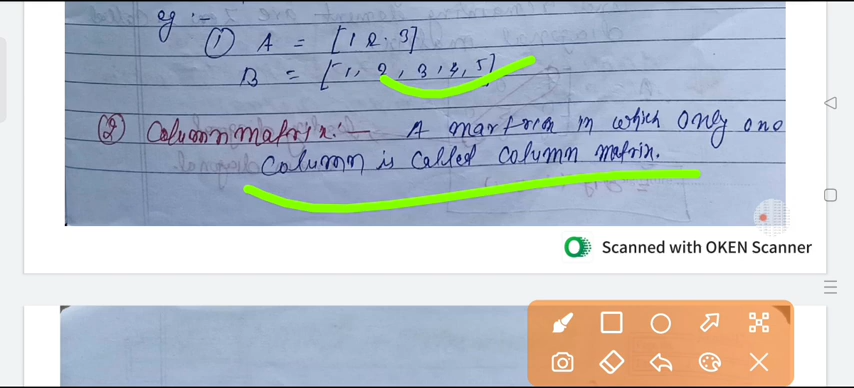 eg :-
① A = [1 2. 3]
B = [1, 2, 3, 4, 5]
② Column matrix:- A martrix in which only one
column is called column matrix.
Scanned with OKEN Scanner